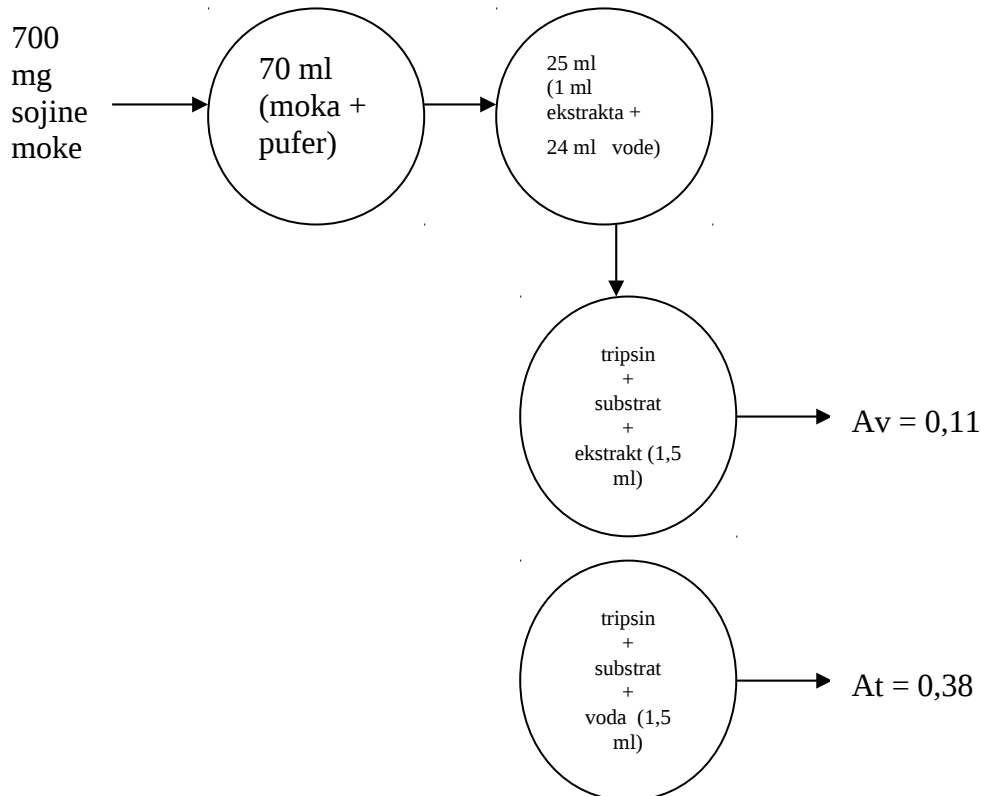 700
mg
sojine
moke
70 ml
(moka +
pufer)
25 ml
(1 ml
ekstrakta +
24 ml vode)
tripsin
+
substrat
+
ekstrakt (1,5
ml)
Av = 0,11
tripsin
+
substrat
+
voda (1,5
ml)
At = 0,38